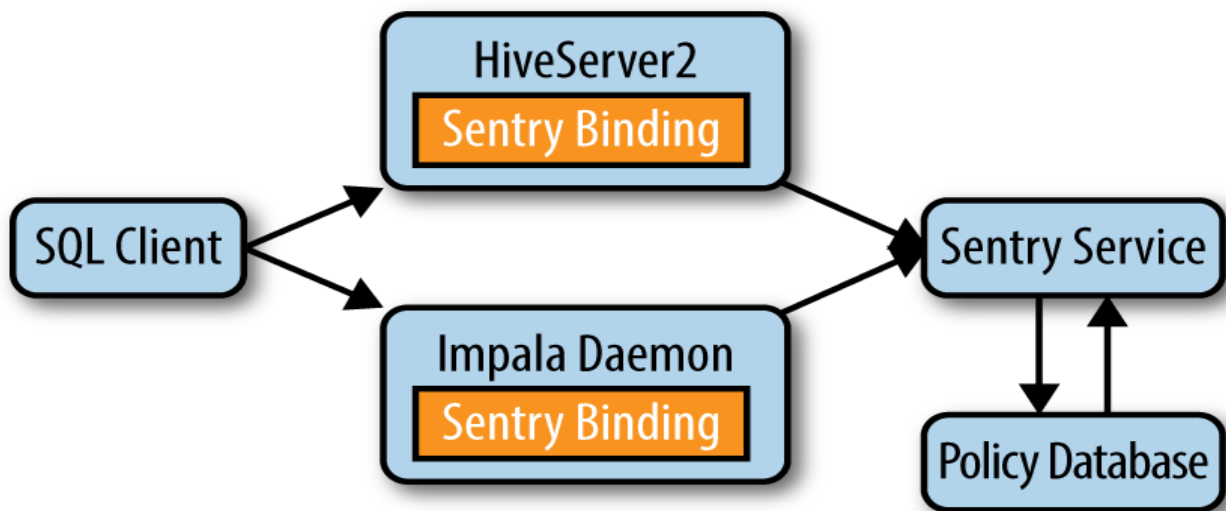 HiveServer2
Sentry Binding
SQL Client
Sentry Service
Impala Daemon
Sentry Binding
Policy Database